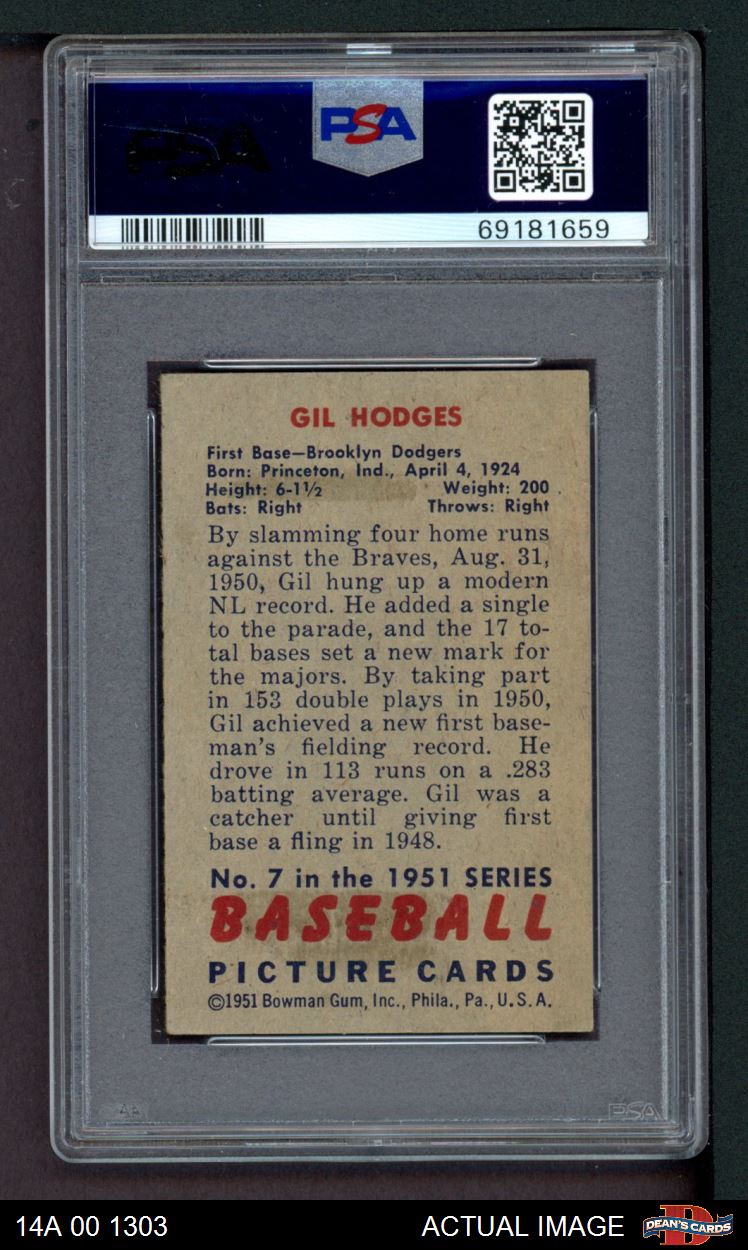 PSA
PSA
69181659
GIL HODGES
First Base—Brooklyn Dodgers
Born: Princeton, Ind., April 4, 1924
Height: 6-1½ Weight: 200
Bats: Right Throws: Right
By slamming four home runs
against the Braves, Aug. 31,
1950, Gil hung up a modern
NL record. He added a single
to the parade, and the 17 to-
tal bases set a new mark for
the majors. By taking part
in 153 double plays in 1950,
Gil achieved a new first base-
man's fielding record. He
drove in 113 runs on a .283
batting average. Gil was a
catcher until giving first
base a fling in 1948.
No. 7 in the 1951 SERIES
BASEBALL
PICTURE CARDS
©1951 Bowman Gum, Inc., Phila., Pa., U.S.A.
PSA
14A 00 1303 ACTUAL IMAGE DEAN'S CARDS